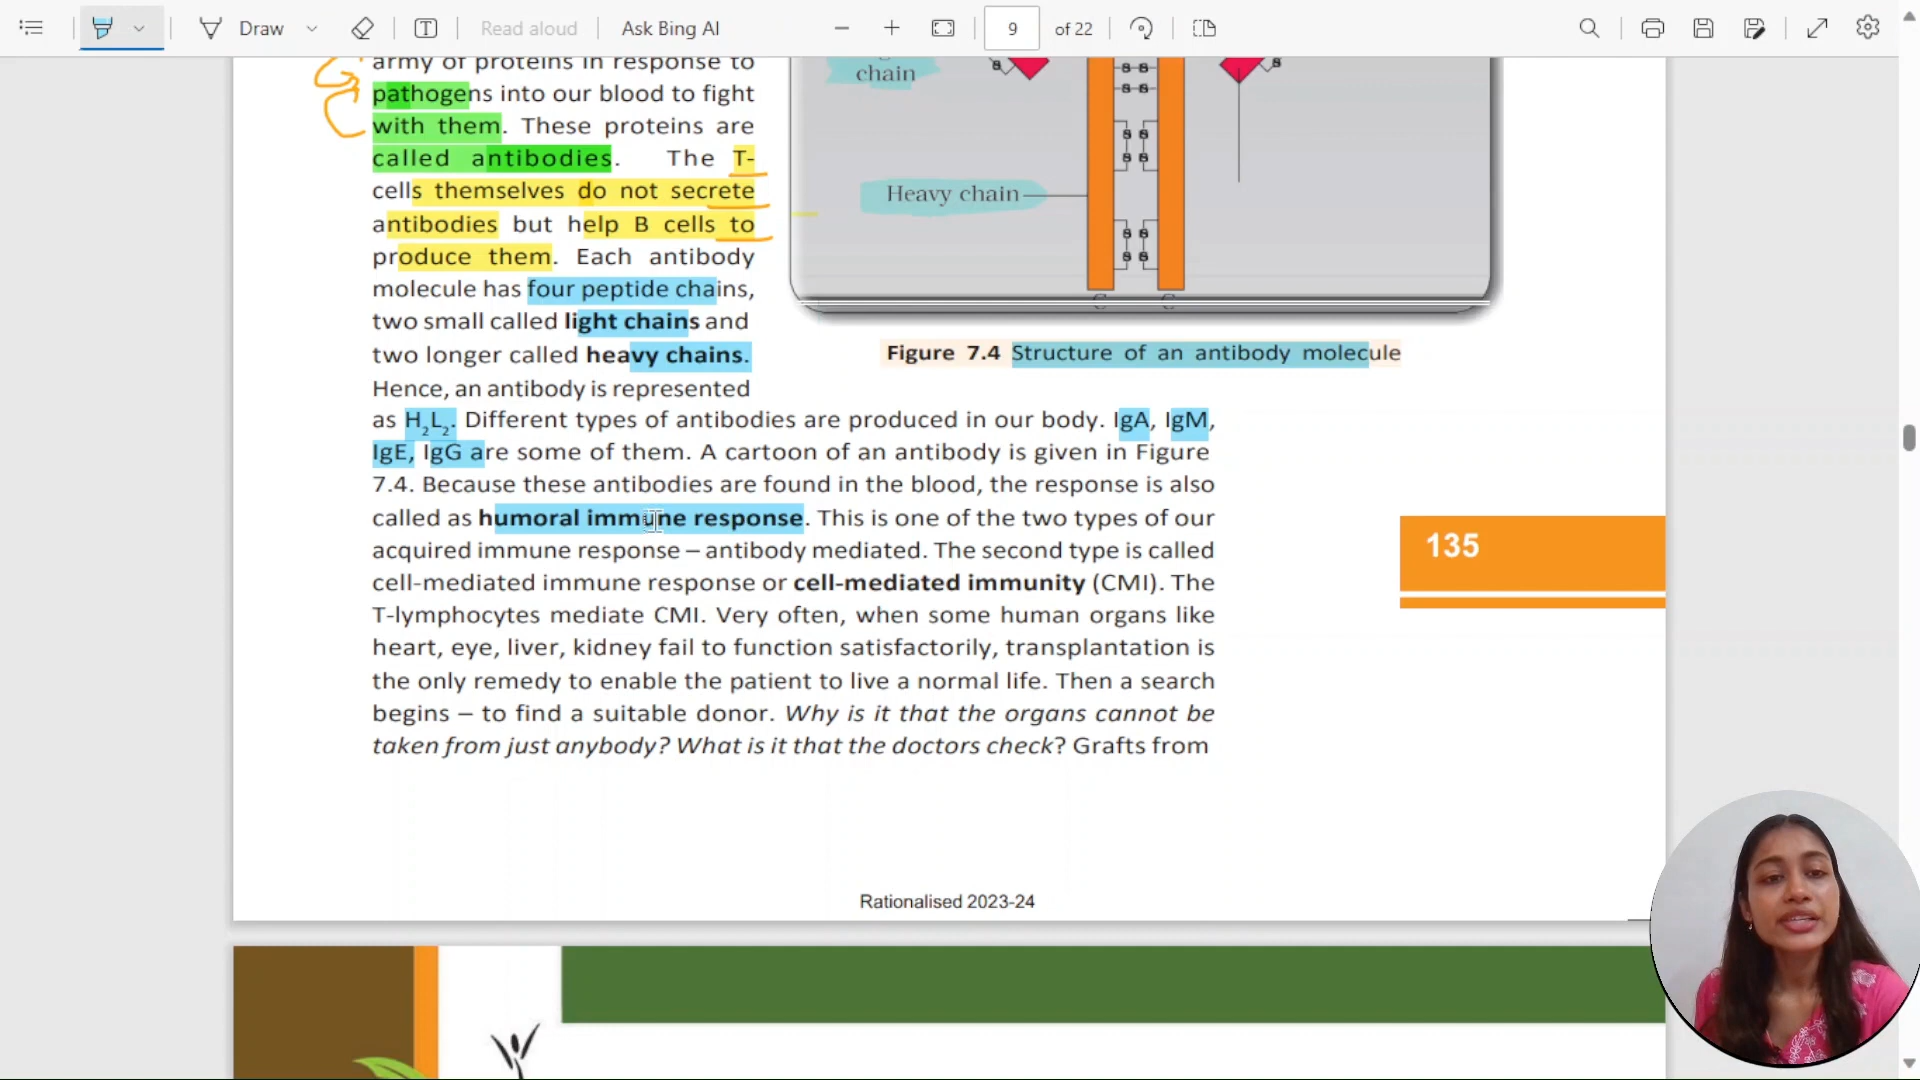 Draw
Read aloud
Ask Bing AI
9 of 22
army of proteins in response to
pathogens into our blood to fight
with them. These proteins are
called antibodies. The T-
cells themselves do not secrete
antibodies but help B cells to
produce them. Each antibody
molecule has four peptide chains,
two small called light chains and
two longer called heavy chains.
Hence, an antibody is represented
as H₂L₂. Different types of antibodies are produced in our body. IgA, IgM,
IgE, IgG are some of them. A cartoon of an antibody is given in Figure
7.4. Because these antibodies are found in the blood, the response is also
called as humoral immune response. This is one of the two types of our
acquired immune response – antibody mediated. The second type is called
cell-mediated immune response or cell-mediated immunity (CMI). The
T-lymphocytes mediate CMI. Very often, when some human organs like
heart, eye, liver, kidney fail to function satisfactorily, transplantation is
the only remedy to enable the patient to live a normal life. Then a search
begins – to find a suitable donor. Why is it that the organs cannot be
taken from just anybody? What is it that the doctors check? Grafts from
chain
s s
s s
s s
s s
s s
s s
s s
s s
Heavy chain
C C
Figure 7.4 Structure of an antibody molecule
135
Rationalised 2023-24